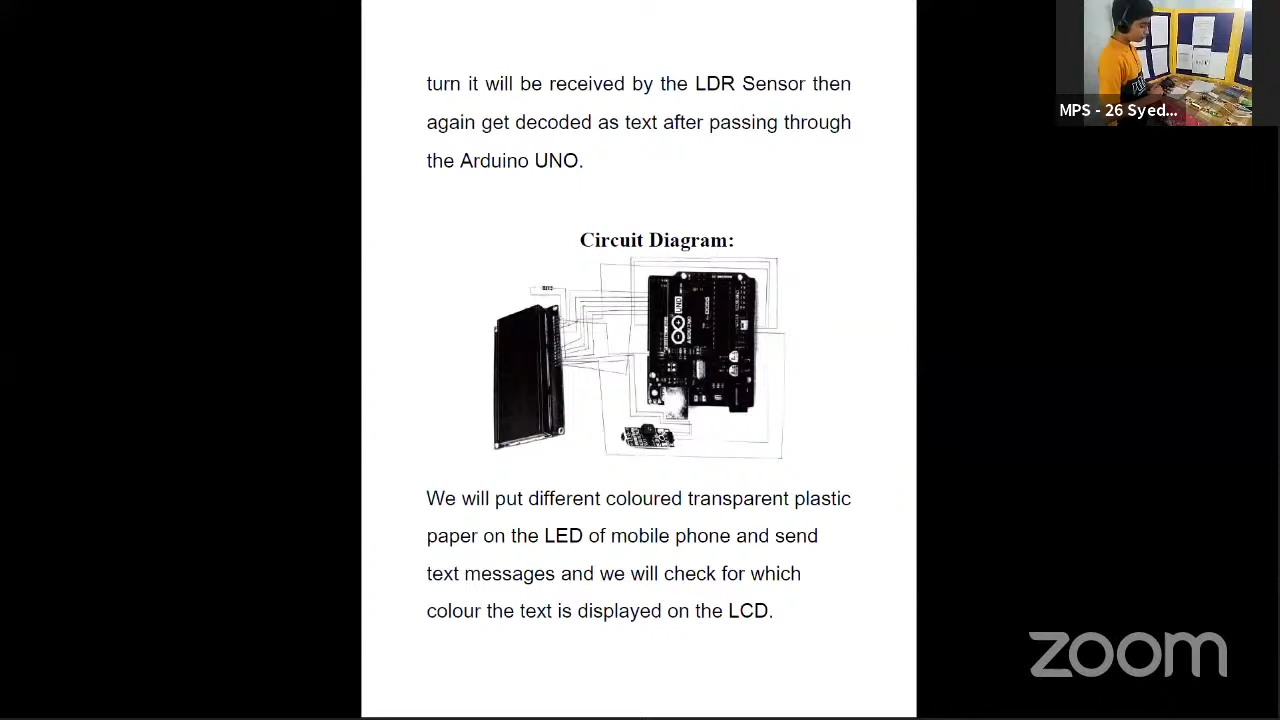 turn it will be received by the LDR Sensor then
again get decoded as text after passing through
the Arduino UNO.
MPS - 26 Syed...
Circuit Diagram:
UNO
ARDUINO
We will put different coloured transparent plastic
paper on the LED of mobile phone and send
text messages and we will check for which
colour the text is displayed on the LCD.
zoom